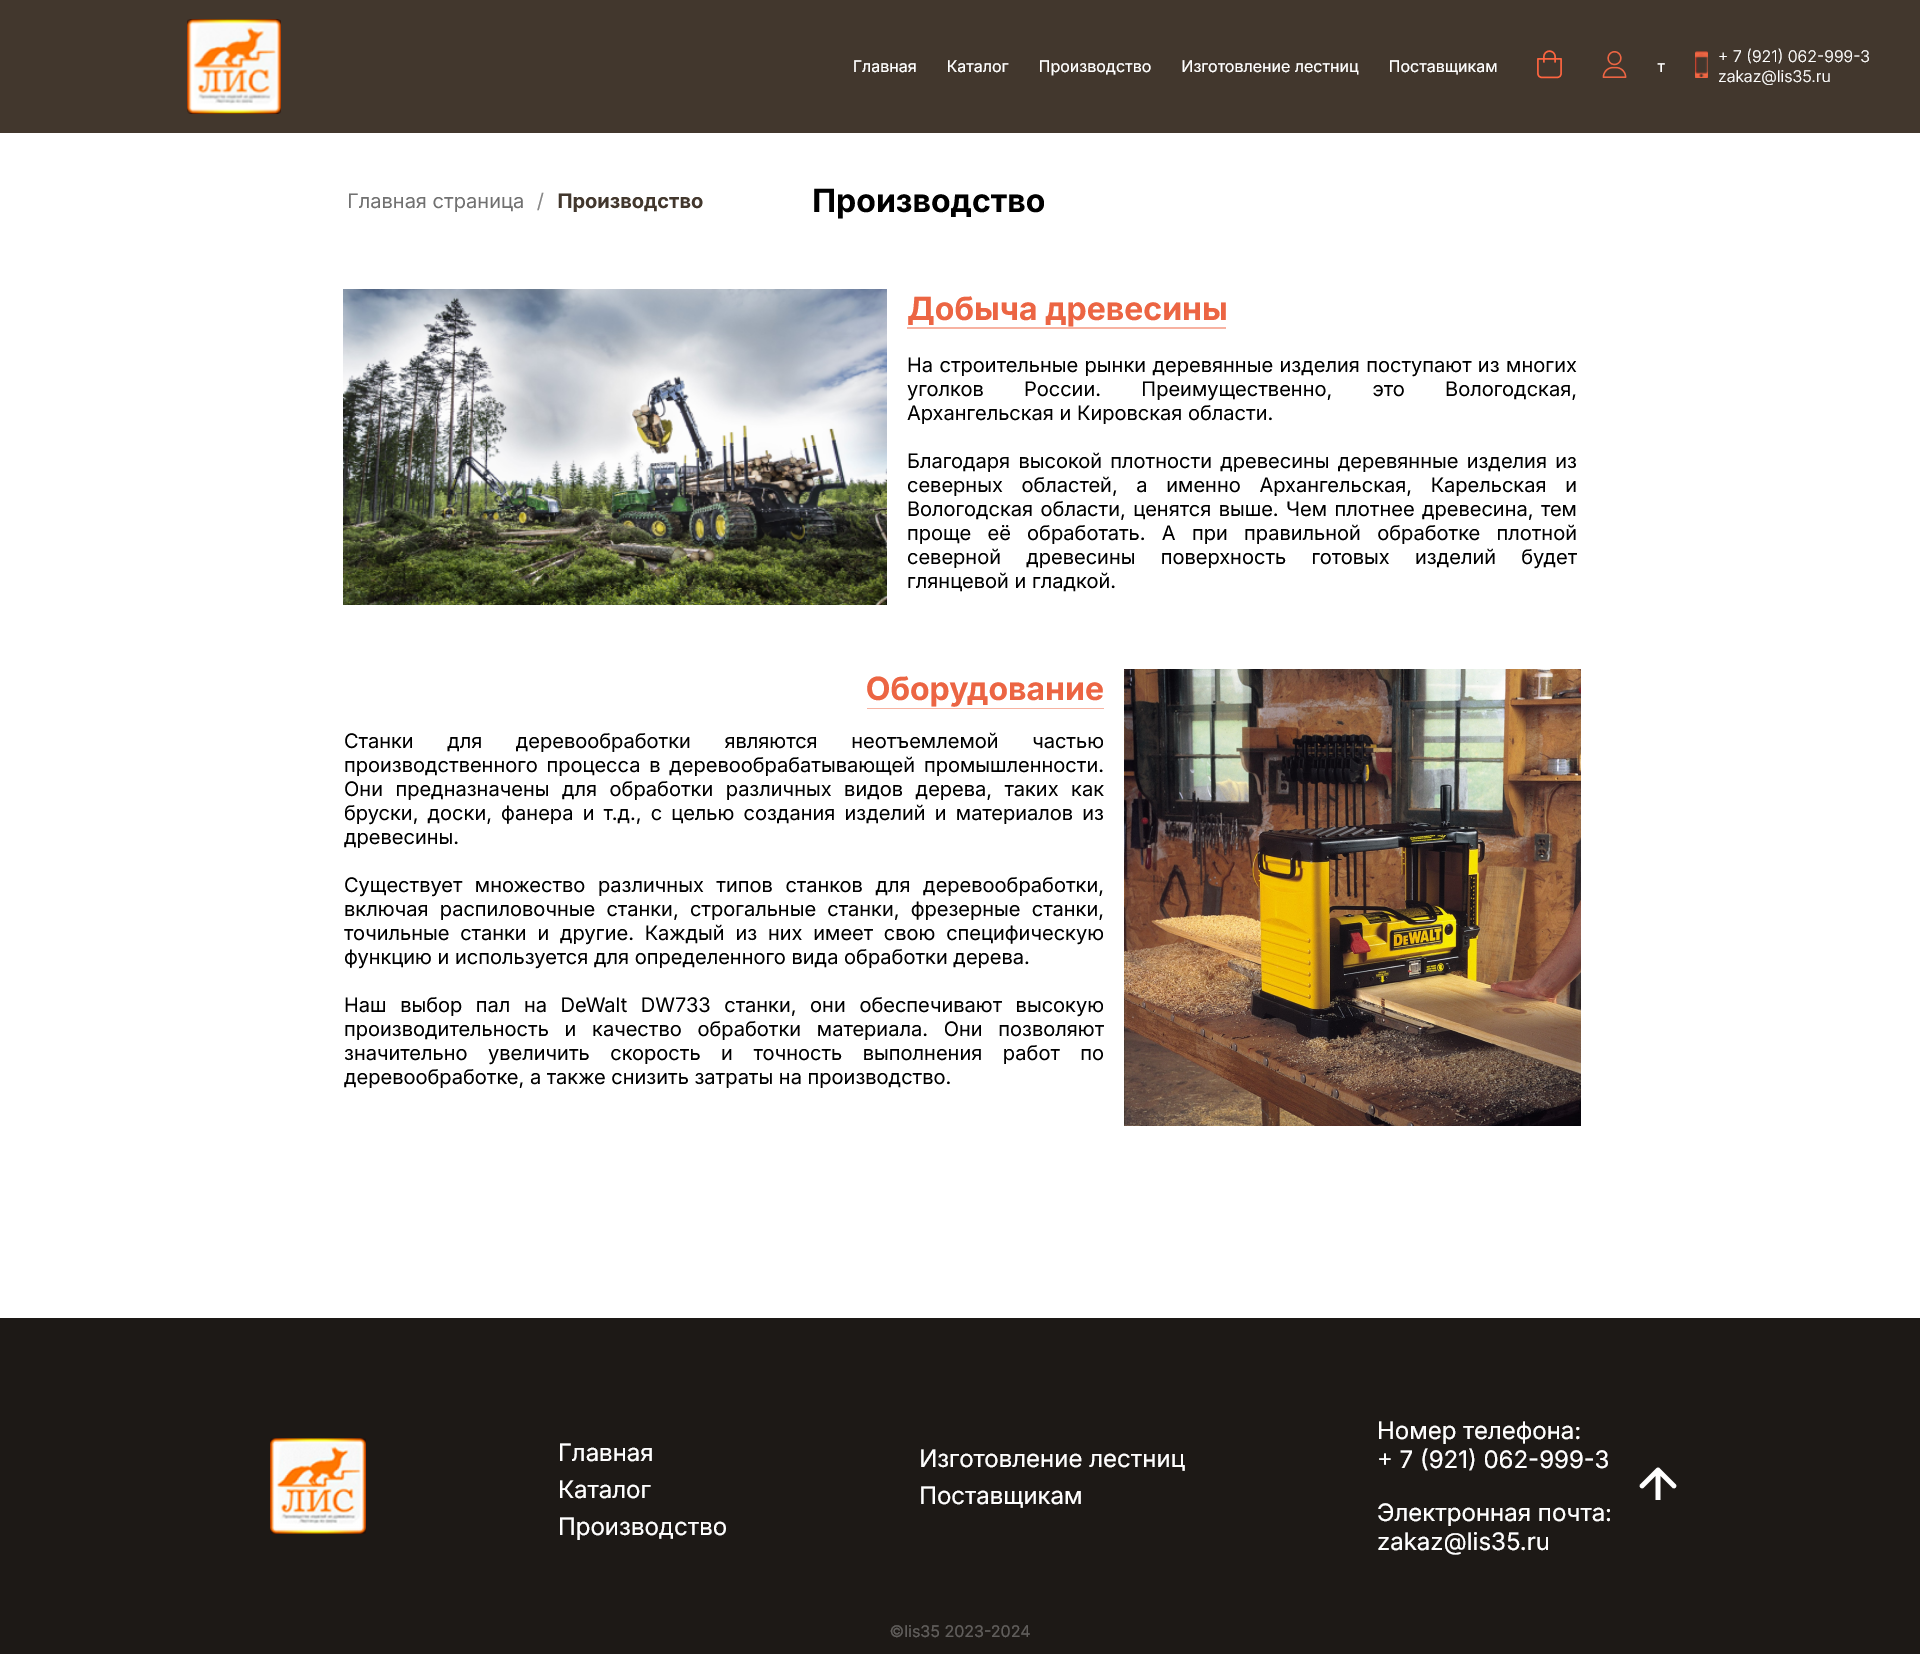 ЛИС
Главная
Каталог
Производство
Изготовление лестниц
Поставщикам
т
+ 7 (921) 062-999-3
zakaz@lis35.ru
Главная страница / Производство
Производство
Добыча древесины
На строительные рынки деревянные изделия поступают из многих
уголков России. Преимущественно, это Вологодская,
Архангельская и Кировская области.
Благодаря высокой плотности древесины деревянные изделия из
северных областей, а именно Архангельская, Карельская и
Вологодская области, ценятся выше. Чем плотнее древесина, тем
проще её обработать. А при правильной обработке плотной
северной древесины поверхность готовых изделий будет
глянцевой и гладкой.
Оборудование
Станки для деревообработки являются неотъемлемой частью
производственного процесса в деревообрабатывающей промышленности.
Они предназначены для обработки различных видов дерева, таких как
бруски, доски, фанера и т.д., с целью создания изделий и материалов из
древесины.
Существует множество различных типов станков для деревообработки,
включая распиловочные станки, строгальные станки, фрезерные станки,
точильные станки и другие. Каждый из них имеет свою специфическую
функцию и используется для определенного вида обработки дерева.
Наш выбор пал на DeWalt DW733 станки, они обеспечивают высокую
производительность и качество обработки материала. Они позволяют
значительно увеличить скорость и точность выполнения работ по
деревообработке, а также снизить затраты на производство.
DEWALT
ЛИС
Главная
Каталог
Производство
Изготовление лестниц
Поставщикам
Номер телефона:
+ 7 (921) 062-999-3
Электронная почта:
zakaz@lis35.ru
©lis35 2023-2024